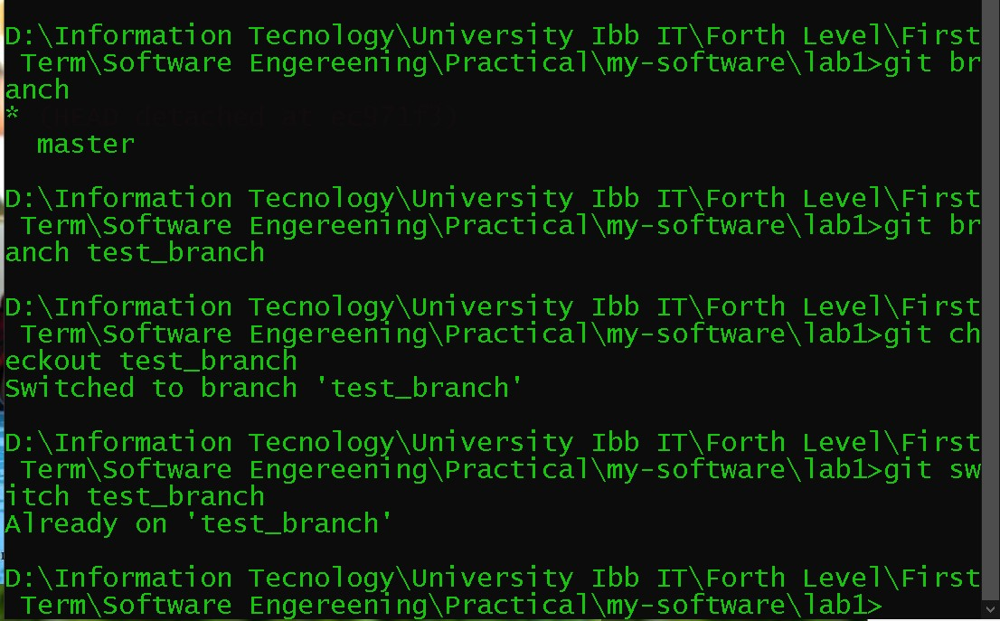 D:\Information Tecnology\University Ibb IT\Forth Level\First
 Term\Software Engereening\Practical\my-software\lab1>git br
anch
* (HEAD detached at
  master
D:\Information Tecnology\University Ibb IT\Forth Level\First
 Term\Software Engereening\Practical\my-software\lab1>git br
anch test_branch
D:\Information Tecnology\University Ibb IT\Forth Level\First
 Term\Software Engereening\Practical\my-software\lab1>git ch
eckout test_branch
Switched to branch 'test_branch'
D:\Information Tecnology\University Ibb IT\Forth Level\First
 Term\Software Engereening\Practical\my-software\lab1>git sw
itch test_branch
Already on 'test_branch'
D:\Information Tecnology\University Ibb IT\Forth Level\First
 Term\Software Engereening\Practical\my-software\lab1>